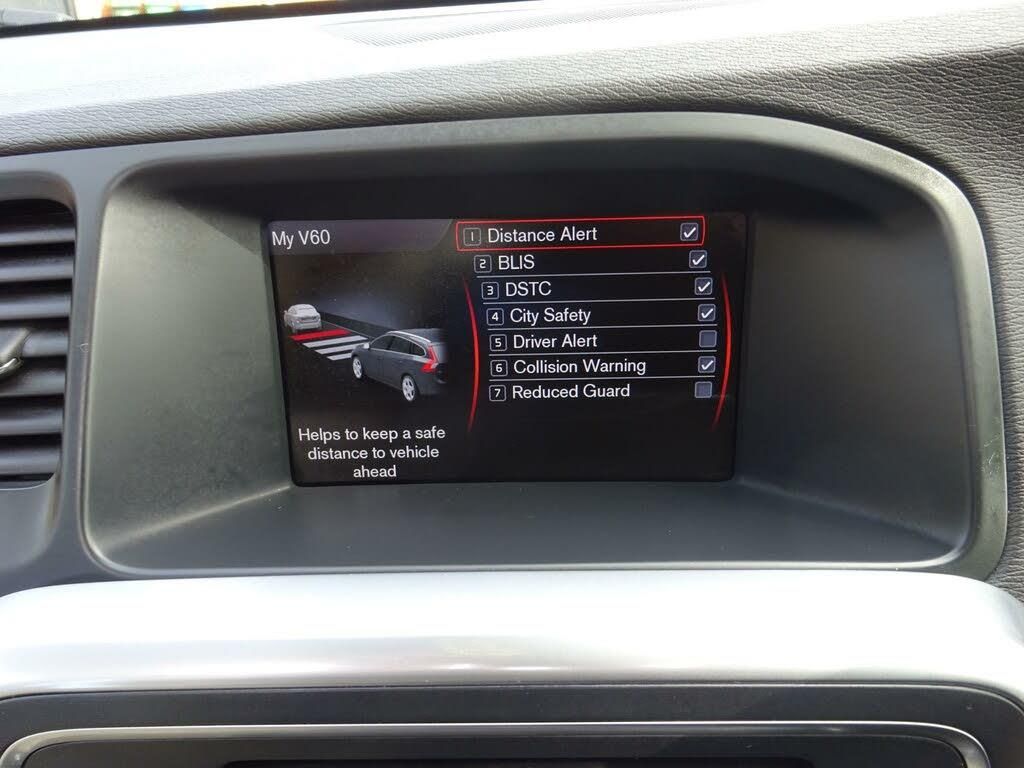 My V60
1 Distance Alert
2 BLIS
3 DSTC
4 City Safety
5 Driver Alert
6 Collision Warning
7 Reduced Guard
Helps to keep a safe
distance to vehicle
ahead